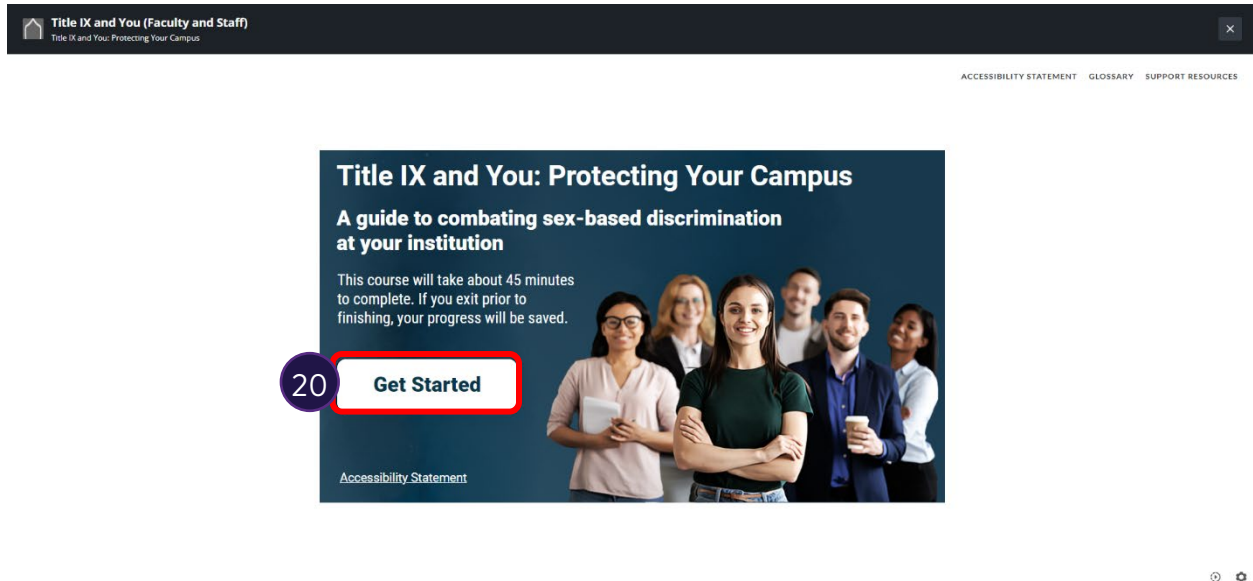 Title IX and You (Faculty and Staff)
Title IX and You: Protecting Your Campus
ACCESSIBILITY STATEMENT GLOSSARY SUPPORT RESOURCES
Title IX and You: Protecting Your Campus
A guide to combating sex-based discrimination
at your institution
This course will take about 45 minutes
to complete. If you exit prior to
finishing, your progress will be saved.
20 Get Started
Accessibility Statement